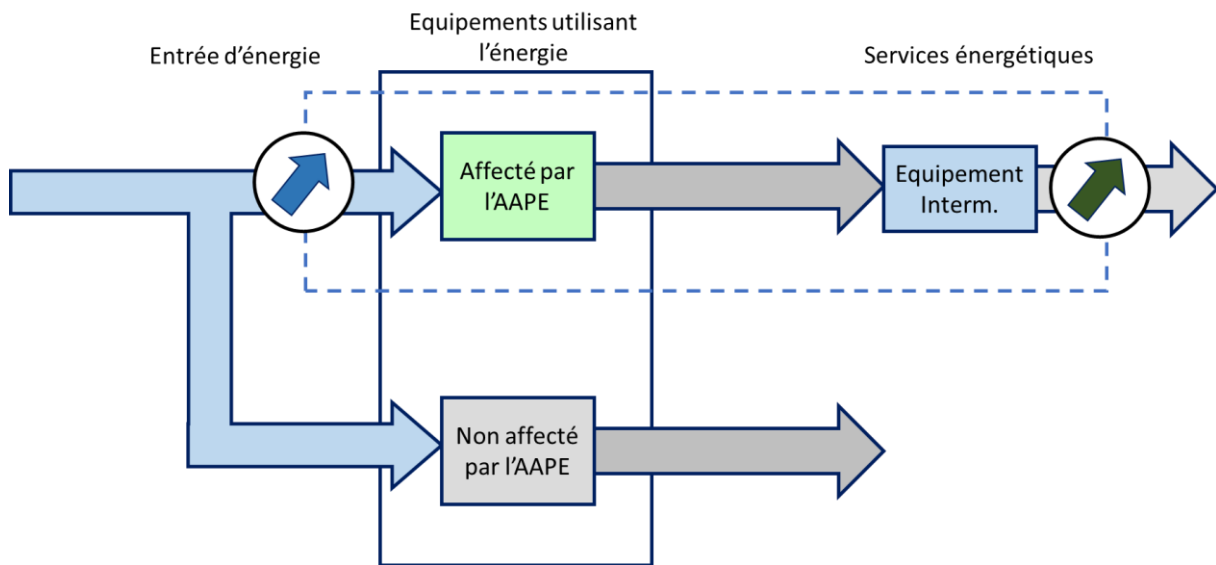 Entrée d'énergie
Equipements utilisant
l'énergie
Services énergétiques
Affecté par
l'AAPE
Equipement
Interm.
Non affecté
par l'AAPE